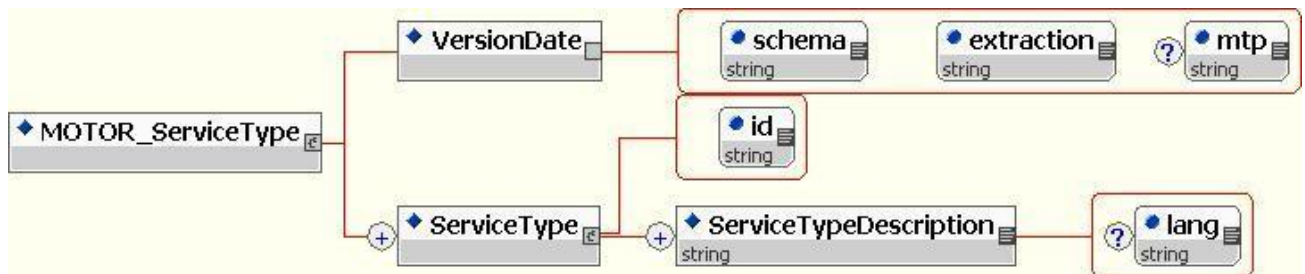 VersionDate
schema
string
extraction
string
?
mtp
string
MOTOR_ServiceType
id
string
+
ServiceType
+
ServiceTypeDescription
string
?
lang
string